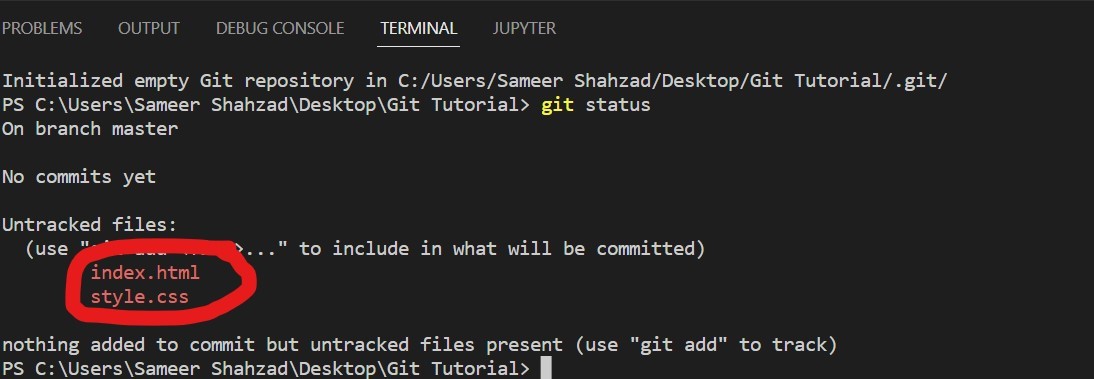 PROBLEMS OUTPUT DEBUG CONSOLE TERMINAL JUPYTER
Initialized empty Git repository in C:/Users/Sameer Shahzad/Desktop/Git Tutorial/.git/
PS C:\Users\Sameer Shahzad\Desktop\Git Tutorial> git status
On branch master
No commits yet
Untracked files:
(use "git add <file>..." to include in what will be committed)
index.html
style.css
nothing added to commit but untracked files present (use "git add" to track)
PS C:\Users\Sameer Shahzad\Desktop\Git Tutorial>